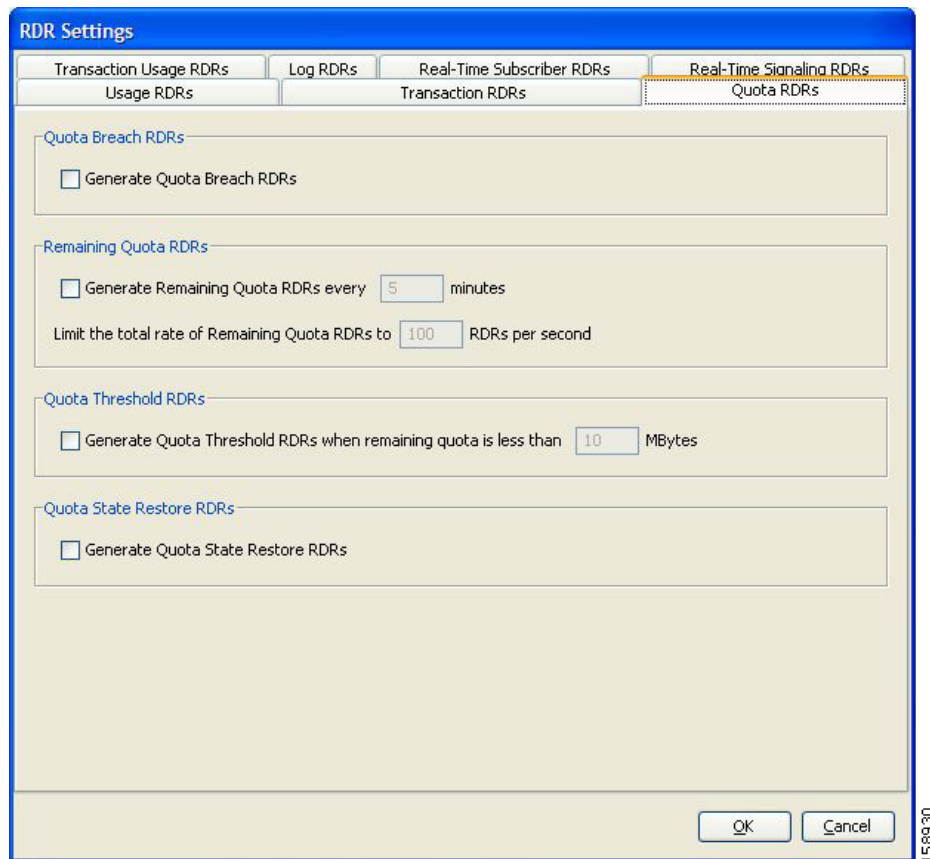 RDR Settings
Transaction Usage RDRs Log RDRs Real-Time Subscriber RDRs Real-Time Signaling RDRs
Usage RDRs Transaction RDRs Quota RDRs
Quota Breach RDRs
Generate Quota Breach RDRs
Remaining Quota RDRs
Generate Remaining Quota RDRs every 5 minutes
Limit the total rate of Remaining Quota RDRs to 100 RDRs per second
Quota Threshold RDRs
Generate Quota Threshold RDRs when remaining quota is less than 10 MBytes
Quota State Restore RDRs
Generate Quota State Restore RDRs
OK Cancel
158930